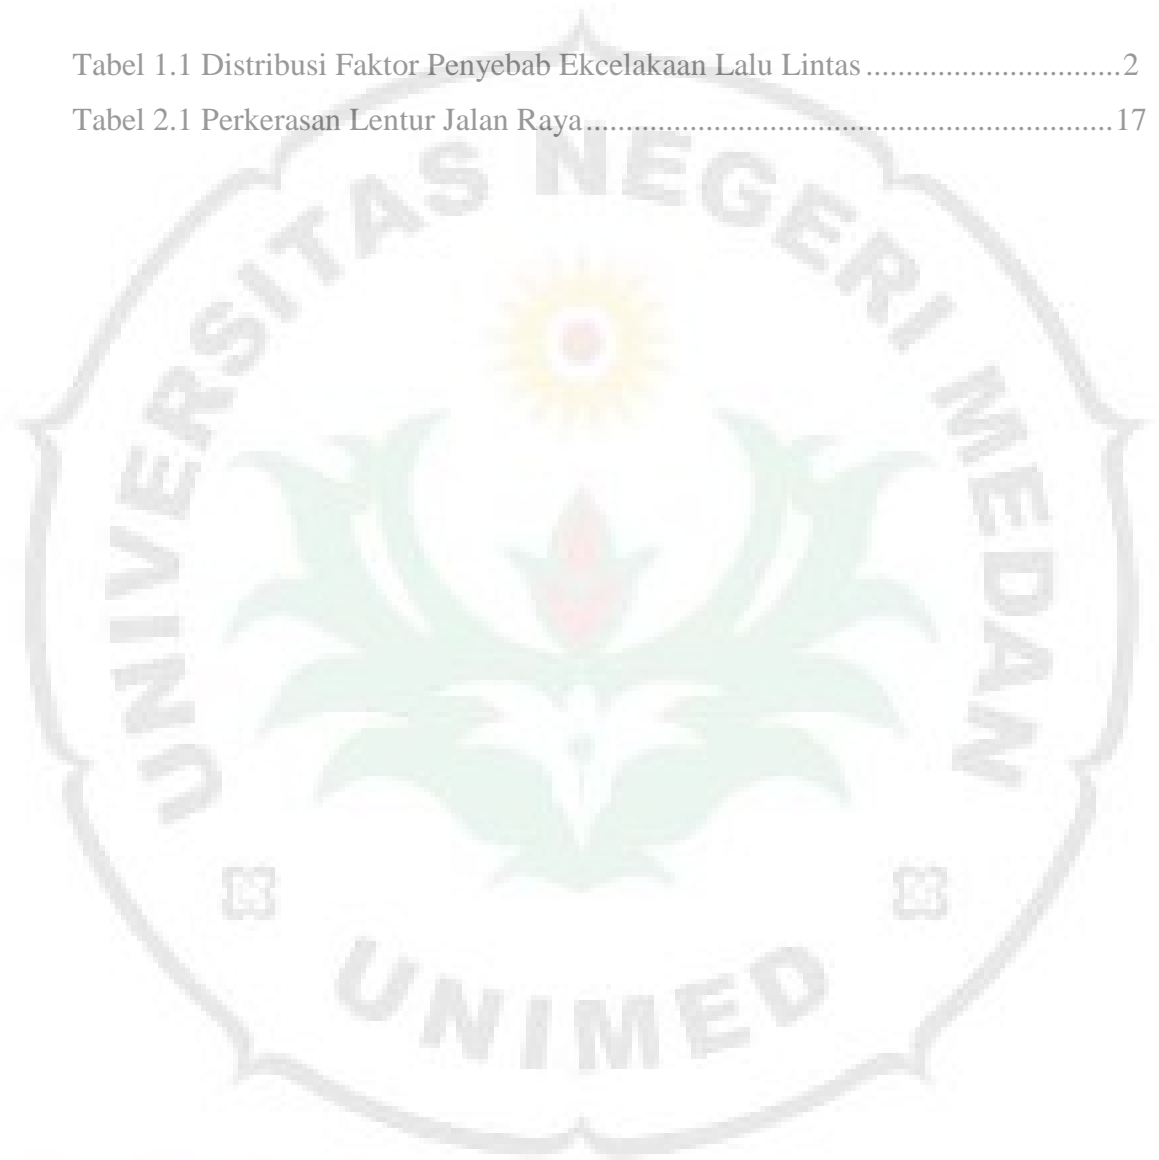 Tabel 1.1 Distribusi Faktor Penyebab Ekcelakaan Lalu Lintas ............................2
Tabel 2.1 Perkerasan Lentur Jalan Raya.........................................................17
UNIVERSITAS NEGERI MEDAN
UNIMED